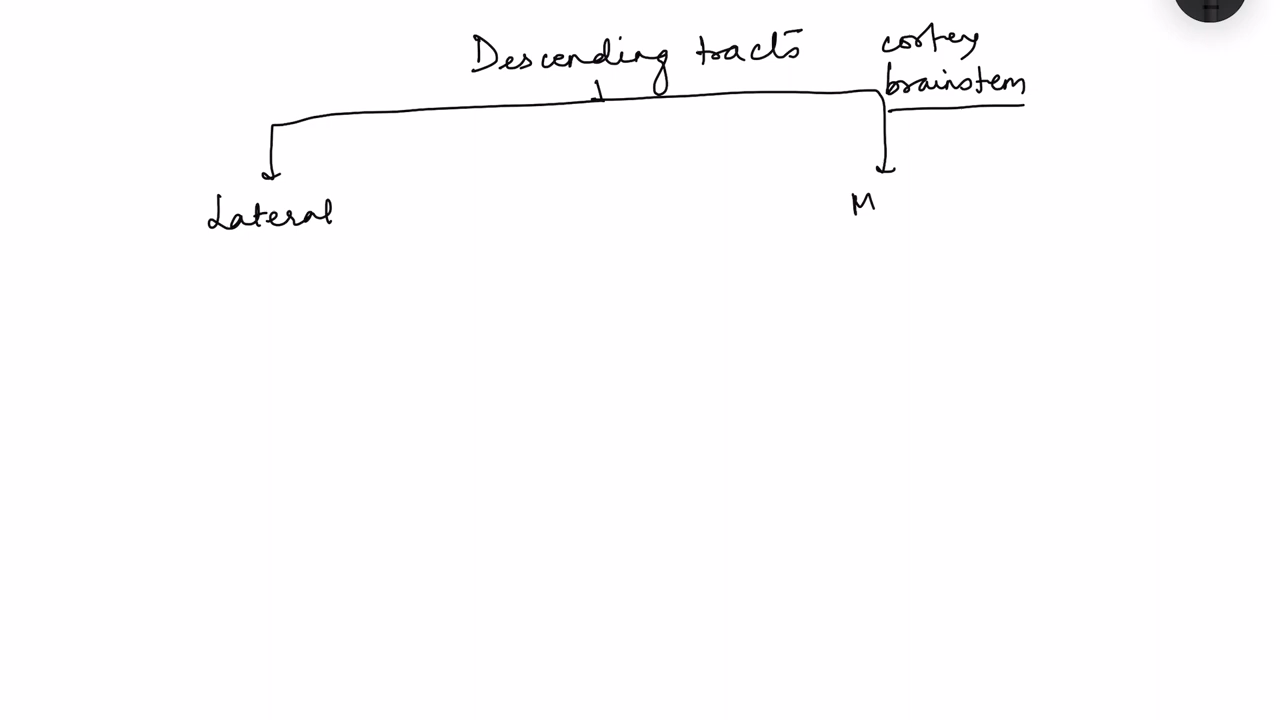 Descending tracts
cortex
brainstem
Lateral
M